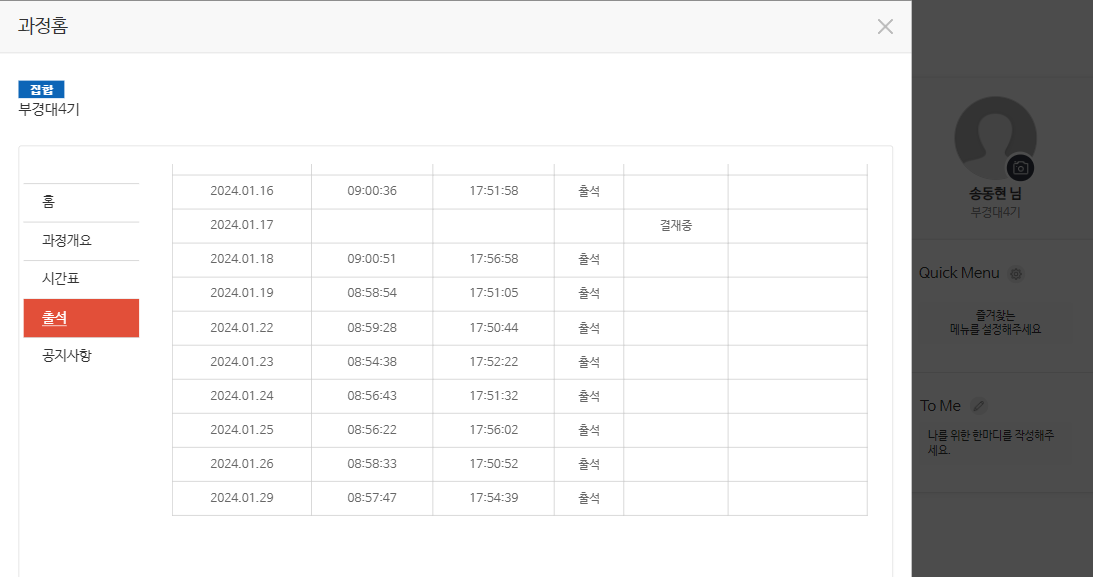 과정홈
집합
부경대4기
홈
과정개요
시간표
출석
공지사항
2024.01.16 09:00:36 17:51:58 출석
2024.01.17 결재중
2024.01.18 09:00:51 17:56:58 출석
2024.01.19 08:58:54 17:51:05 출석
2024.01.22 08:59:28 17:50:44 출석
2024.01.23 08:54:38 17:52:22 출석
2024.01.24 08:56:43 17:51:32 출석
2024.01.25 08:56:22 17:56:02 출석
2024.01.26 08:58:33 17:50:52 출석
2024.01.29 08:57:47 17:54:39 출석
송동현 님
부경대4기
Quick Menu
즐겨찾는
메뉴를 설정해주세요
To Me
나를 위한 한마디를 작성해주
세요.